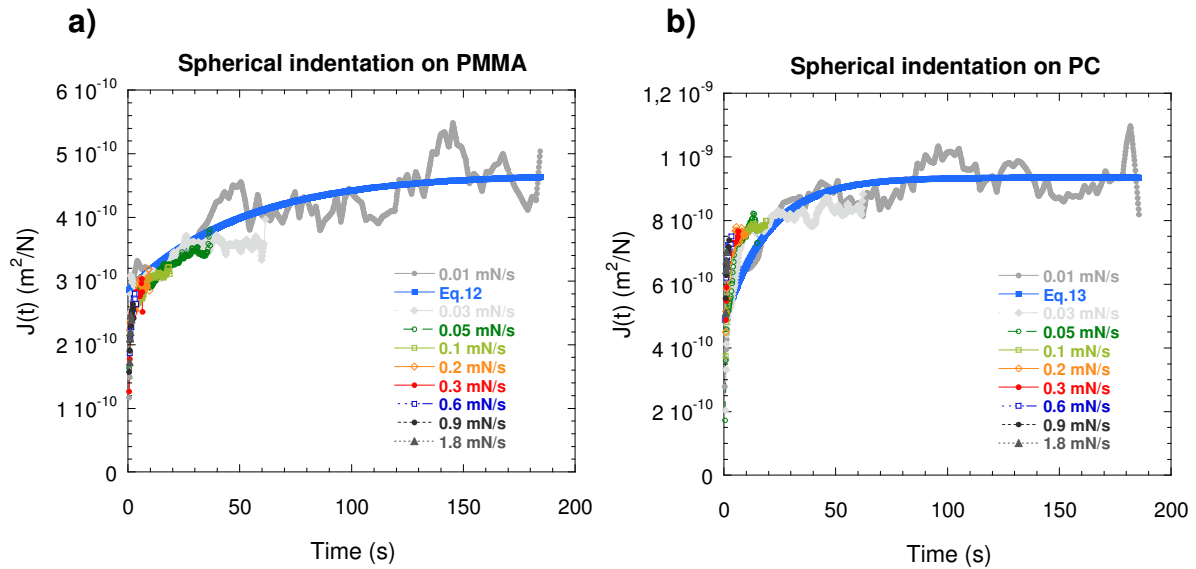 a)
Spherical indentation on PMMA
J(t) (m²/N)
6 10⁻¹⁰
5 10⁻¹⁰
4 10⁻¹⁰
3 10⁻¹⁰
2 10⁻¹⁰
1 10⁻¹⁰
0
0.01 mN/s
Eq.12
0.03 mN/s
0.05 mN/s
0.1 mN/s
0.2 mN/s
0.3 mN/s
0.6 mN/s
0.9 mN/s
1.8 mN/s
0 50 100 150 200
Time (s)
b)
Spherical indentation on PC
J(t) (m²/N)
1,2 10⁻⁹
1 10⁻⁹
8 10⁻¹⁰
6 10⁻¹⁰
4 10⁻¹⁰
2 10⁻¹⁰
0
0.01 mN/s
Eq.13
0.03 mN/s
0.05 mN/s
0.1 mN/s
0.2 mN/s
0.3 mN/s
0.6 mN/s
0.9 mN/s
1.8 mN/s
0 50 100 150 200
Time (s)